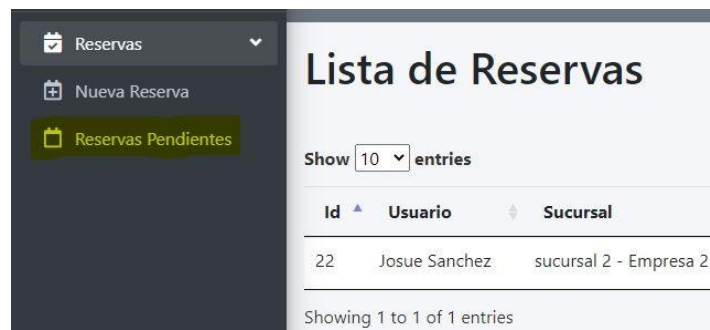 Reservas
Nueva Reserva
Reservas Pendientes
Lista de Reservas
Show 10 entries
Id Usuario Sucursal
22 Josue Sanchez sucursal 2 - Empresa 2
Showing 1 to 1 of 1 entries